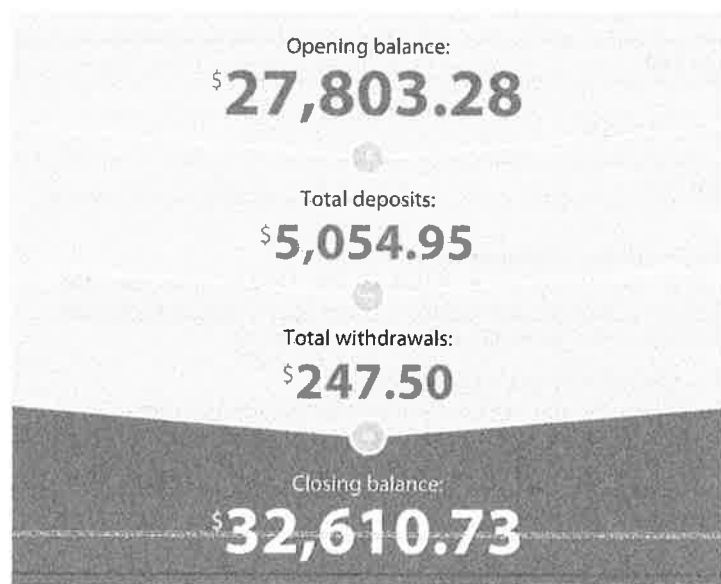 Opening balance:
$27,803.28
Total deposits:
$5,054.95
Total withdrawals:
$247.50
Closing balance:
$32,610.73